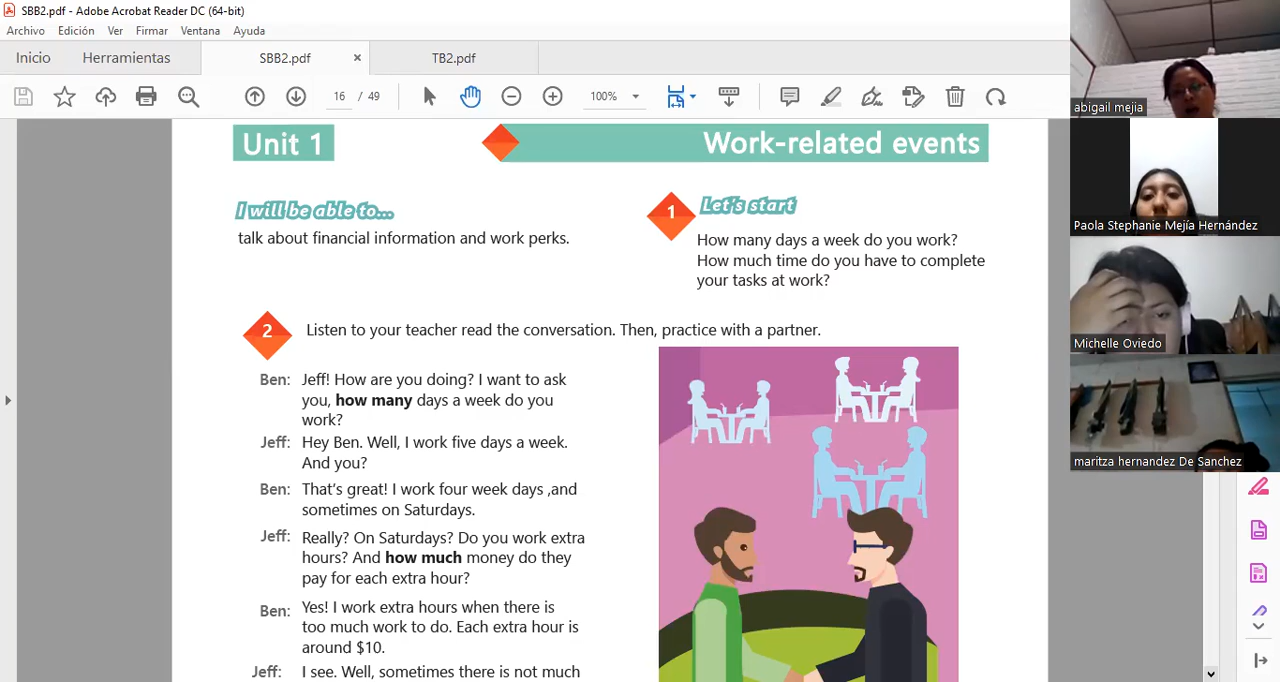 SBB2.pdf - Adobe Acrobat Reader DC (64-bit)
Archivo Edición Ver Firmar Ventana Ayuda
Inicio Herramientas SBB2.pdf × TB2.pdf
16 / 49 100%
Unit 1 Work-related events
I will be able to...
talk about financial information and work perks.
1 Let's start
How many days a week do you work?
How much time do you have to complete
your tasks at work?
2 Listen to your teacher read the conversation. Then, practice with a partner.
Ben: Jeff! How are you doing? I want to ask
you, how many days a week do you
work?
Jeff: Hey Ben. Well, I work five days a week.
And you?
Ben: That's great! I work four week days ,and
sometimes on Saturdays.
Jeff: Really? On Saturdays? Do you work extra
hours? And how much money do they
pay for each extra hour?
Ben: Yes! I work extra hours when there is
too much work to do. Each extra hour is
around $10.
Jeff: I see. Well, sometimes there is not much
abigail mejia
Paola Stephanie Mejía Hernández
Michelle Oviedo
maritza hernandez De Sanchez